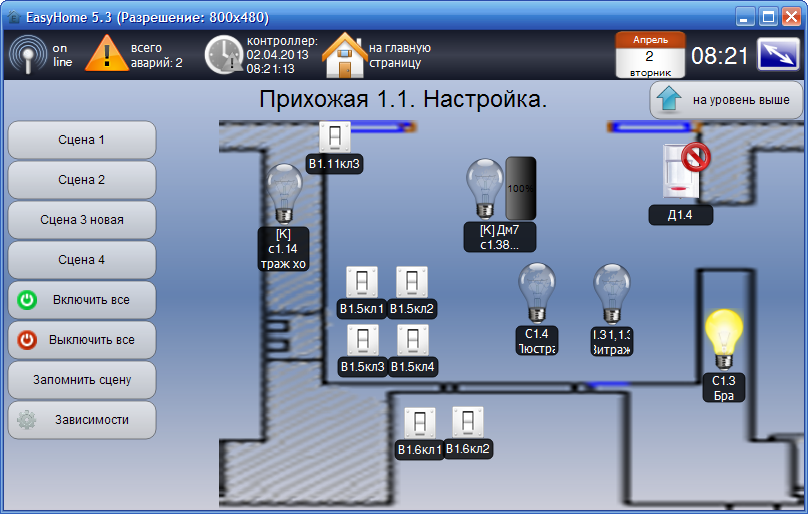 EasyHome 5.3 (Разрешение: 800x480)
on
line
всего
аварий: 2
контроллер:
02.04.2013
08:21:13
на главную
страницу
Апрель
2
вторник
08:21
Прихожая 1.1. Настройка.
на уровень выше
Сцена 1
Сцена 2
Сцена 3 новая
Сцена 4
Включить все
Выключить все
Запомнить сцену
Зависимости
В1.11кл3
[К]
с1.14
траж хо
100%
[К]Дм7
с1.38...
Д1.4
В1.5кл1
В1.5кл2
В1.5кл3
В1.5кл4
С1.4
Люстра
1.31,1.3
Витраж
С1.3
Бра
В1.6кл1
В1.6кл2